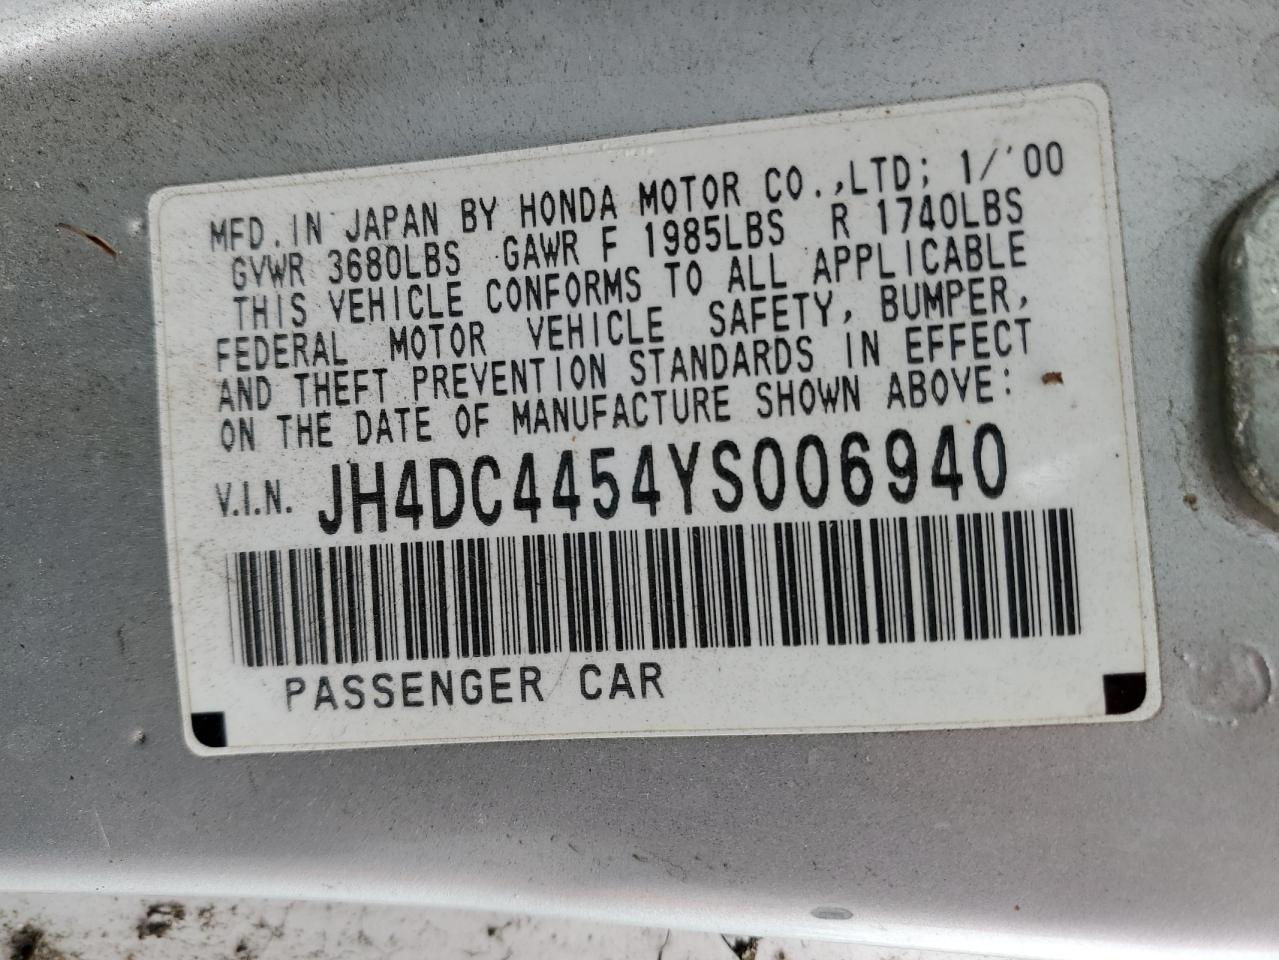 MFD. IN JAPAN BY HONDA MOTOR CO.,LTD; 1/'00
GVWR 3680LBS GAWR F 1985LBS R 1740LBS
THIS VEHICLE CONFORMS TO ALL APPLICABLE
FEDERAL MOTOR VEHICLE SAFETY, BUMPER,
AND THEFT PREVENTION STANDARDS IN EFFECT
ON THE DATE OF MANUFACTURE SHOWN ABOVE:
V.I.N. JH4DC4454YS006940
PASSENGER CAR